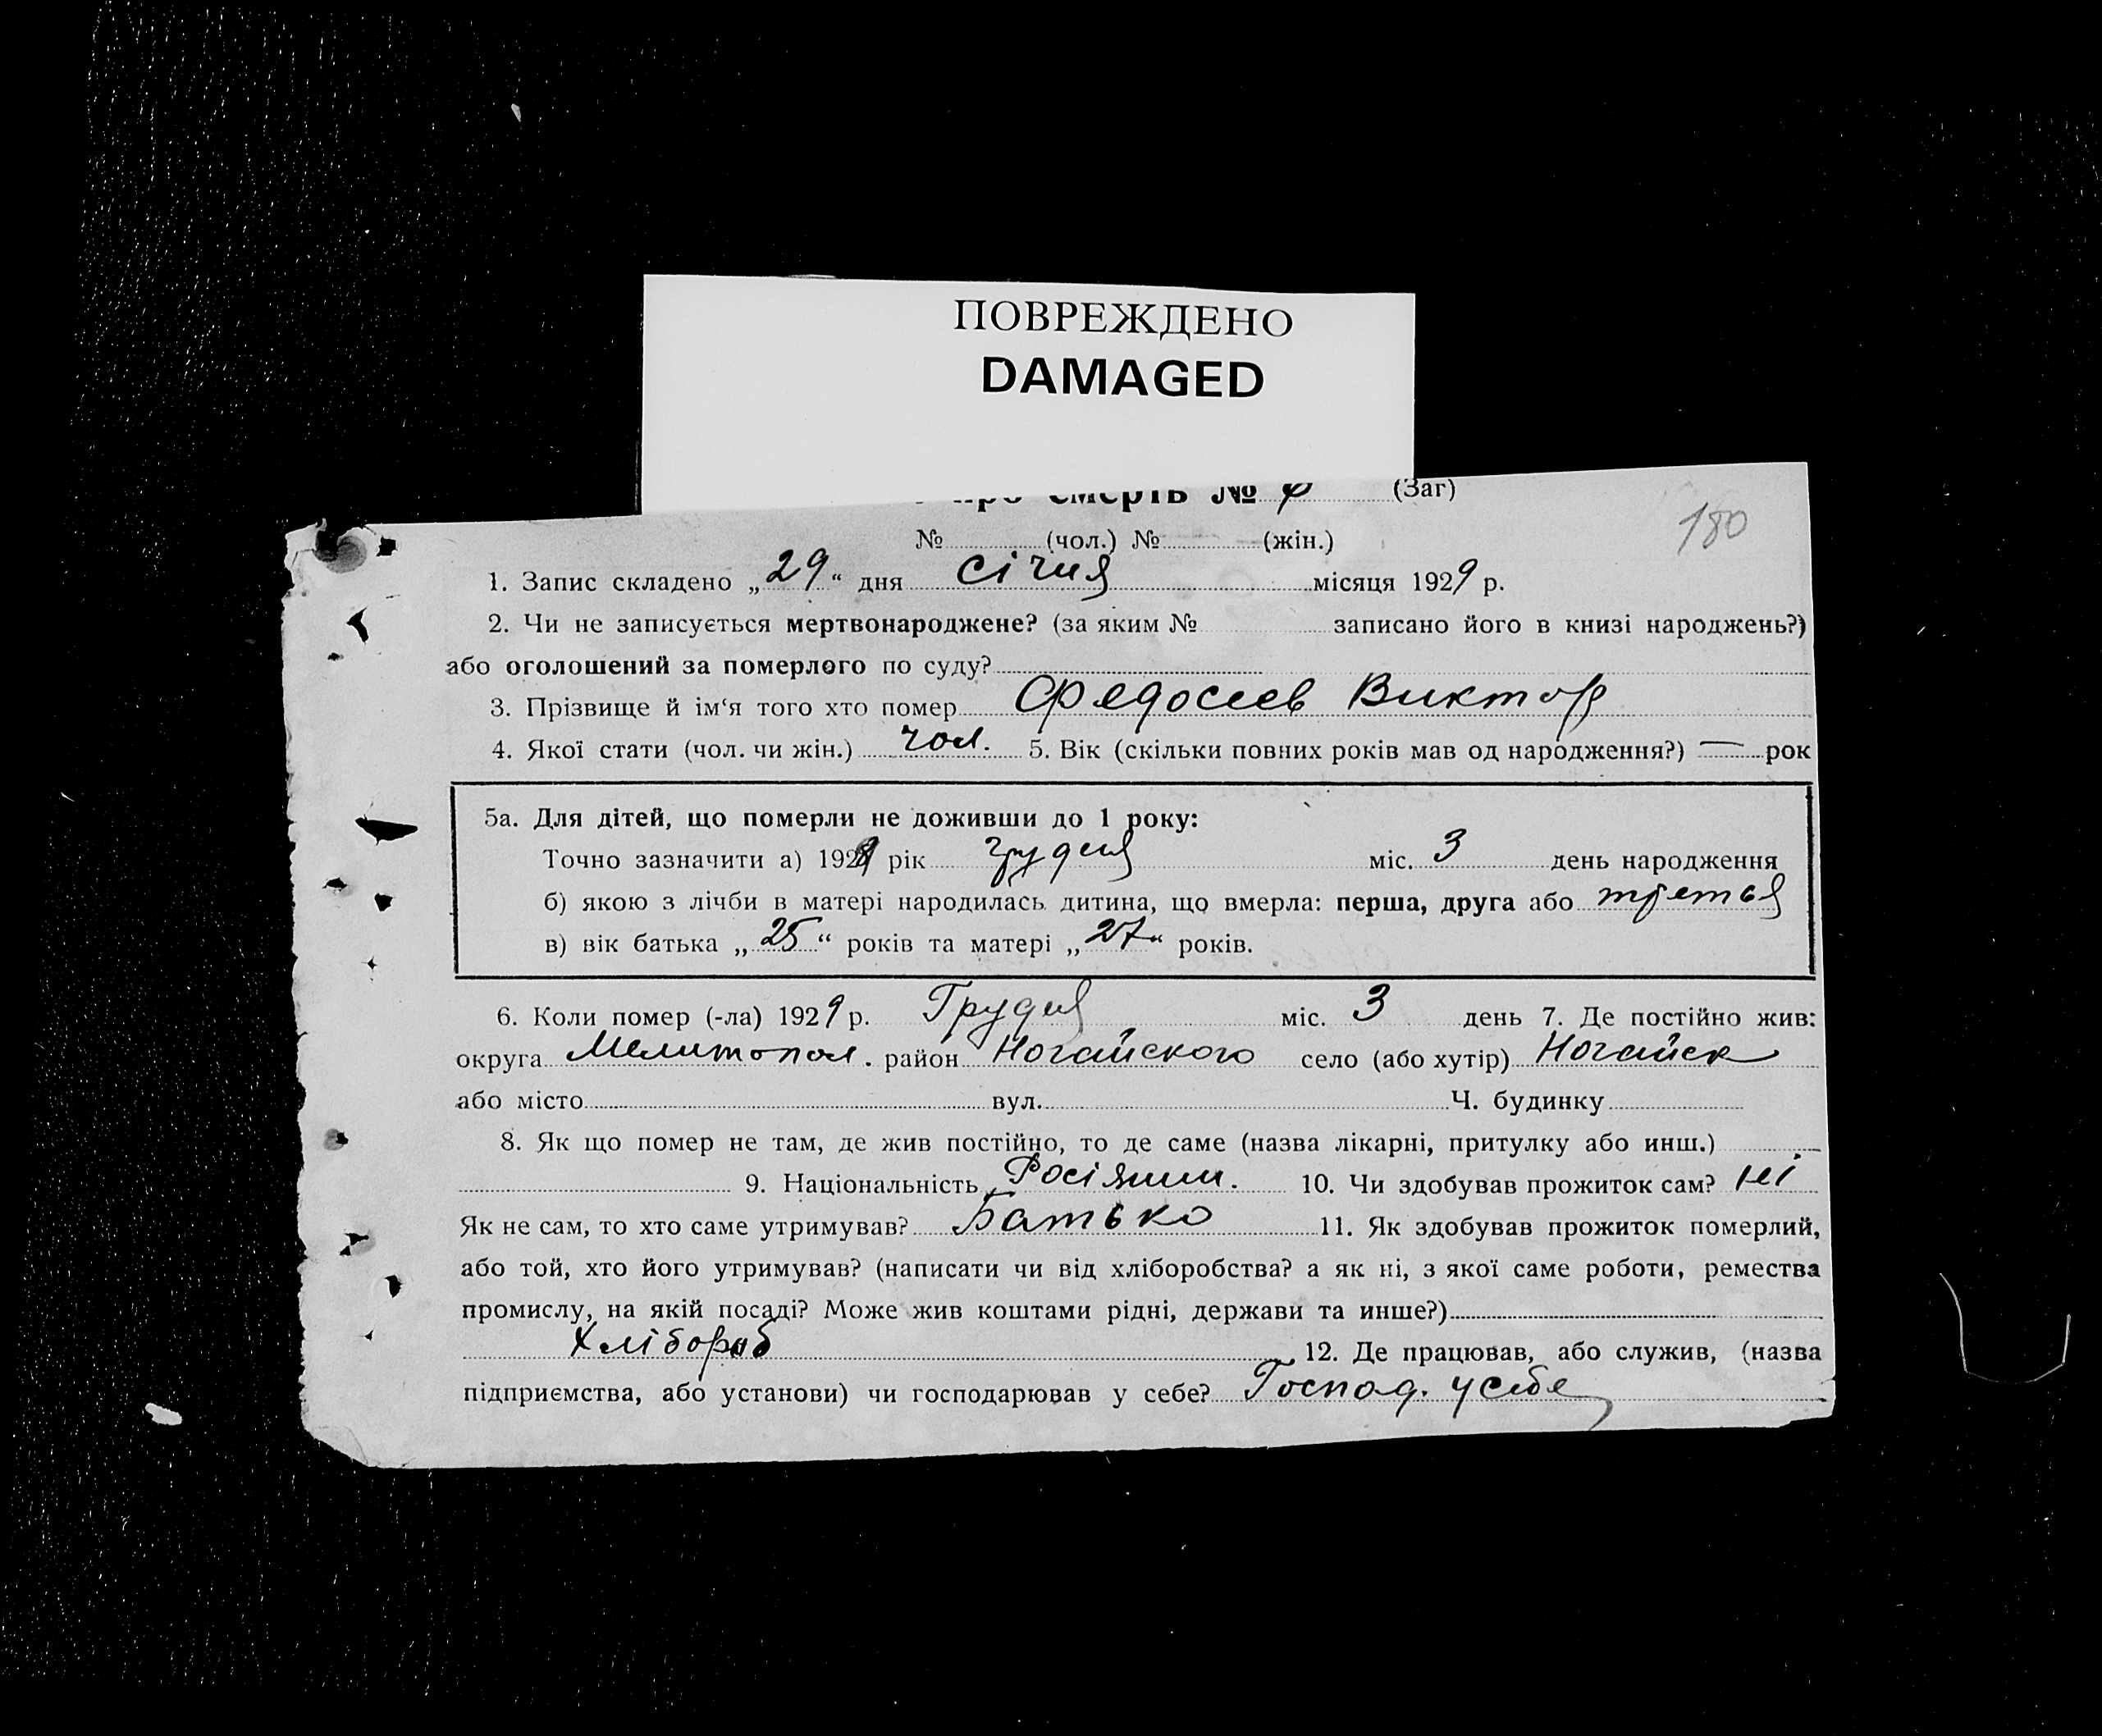 ПОВРЕЖДЕНО
DAMAGED
про смерть № (Заг)
180
№ (чол.) № (жін.)
1. Запис складено „29“ дня січня місяця 1929 р.
2. Чи не записується мертвонароджене? (за яким № записано його в книзі народжень?)
або оголошений за померлого по суду?
3. Прізвище й ім‘я того хто помер Федосеев Виктор
4. Якої стати (чол. чи жін.) чол. 5. Вік (скільки повних років мав од народження?) — рок
5а. Для дітей, що померли не доживши до 1 року:
Точно зазначити а) 192 рік грудня міс. 3 день народження
б) якою з лічби в матері народилась дитина, що вмерла: перша, друга або третья
в) вік батька „25“ років та матері „27“ років.
6. Коли помер (-ла) 1929 р. Грудня міс. 3 день 7. Де постійно жив:
округа Мелитопол. район Ногайского село (або хутір) Ногайск
або місто вул. Ч. будинку
8. Як що помер не там, де жив постійно, то де саме (назва лікарні, притулку або инш.)
9. Національність Росіянин. 10. Чи здобував прожиток сам? ні
Як не сам, то хто саме утримував? Батько 11. Як здобував прожиток померлий,
або той, хто його утримував? (написати чи від хліборобства? а як ні, з якої саме роботи, ремества
промислу, на якій посаді? Може жив коштами рідні, держави та инше?)
Хлібороб 12. Де працював, або служив, (назва
підприємства, або установи) чи господарював у себе? Господ. у себе